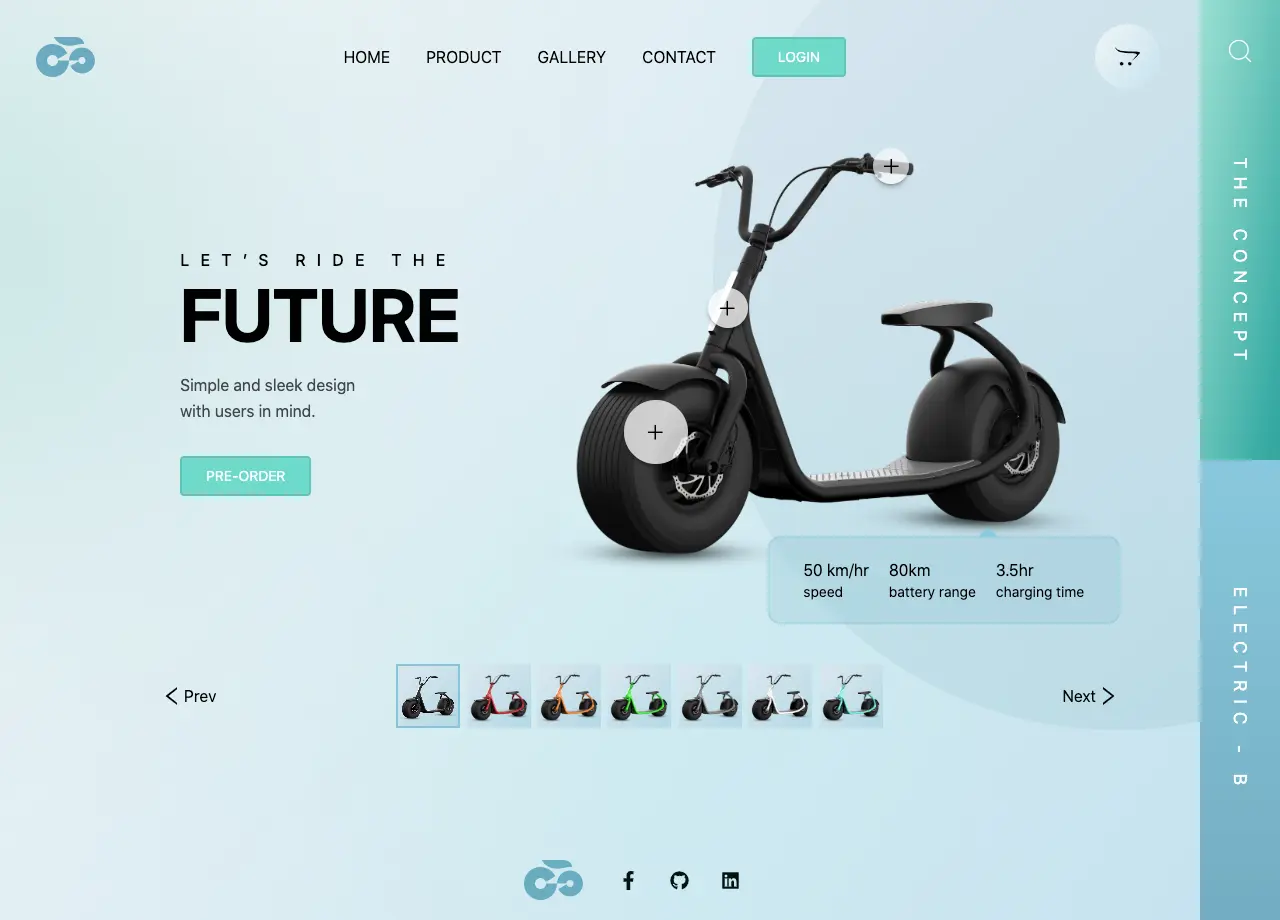 HOME PRODUCT GALLERY CONTACT LOGIN
THE CONCEPT
LET'S RIDE THE
FUTURE
Simple and sleek design
with users in mind.
PRE-ORDER
50 km/hr 80km 3.5hr
speed battery range charging time
ELECTRIC - B
Prev Next